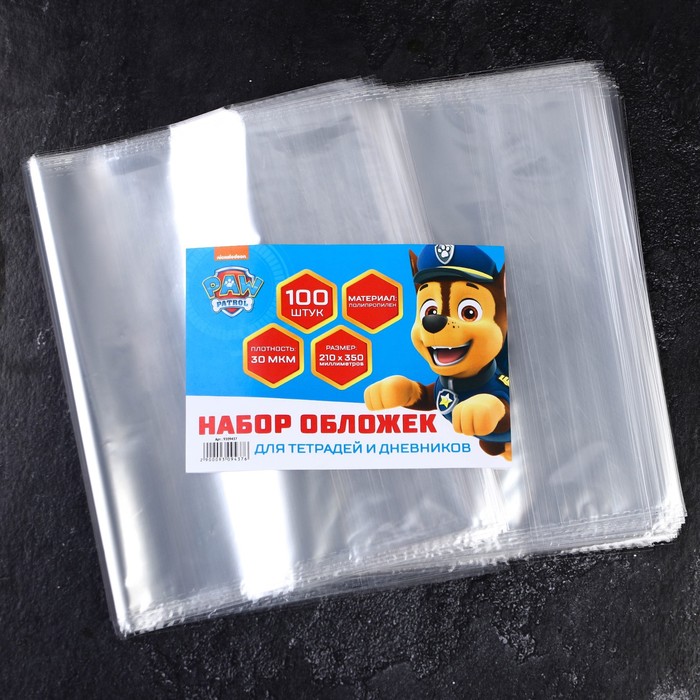 nickelodeon
PAW
PATROL
100
ШТУК
МАТЕРИАЛ:
ПОЛИПРОПИЛЕН
ПЛОТНОСТЬ
30 МКМ
РАЗМЕР:
210 х 350
МИЛЛИМЕТРОВ
НАБОР ОБЛОЖЕК
ДЛЯ ТЕТРАДЕЙ И ДНЕВНИКОВ